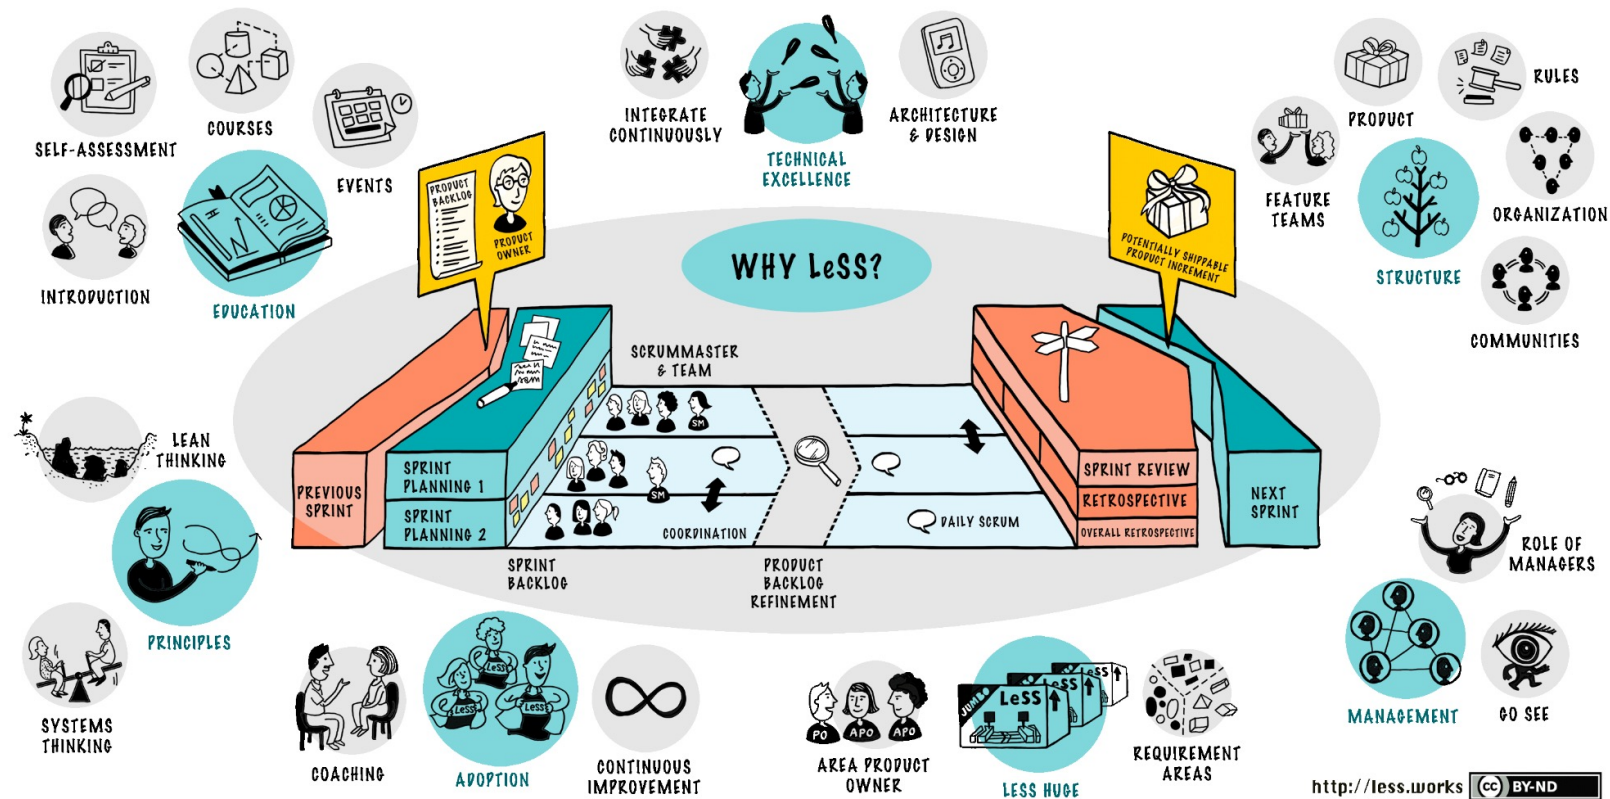 SELF-ASSESSMENT
COURSES
EVENTS
INTRODUCTION
EDUCATION
INTEGRATE
CONTINUOUSLY
TECHNICAL
EXCELLENCE
ARCHITECTURE
& DESIGN
PRODUCT
RULES
FEATURE
TEAMS
ORGANIZATION
STRUCTURE
COMMUNITIES
PRODUCT
BACKLOG
PRODUCT
OWNER
WHY LeSS?
POTENTIALLY SHIPPABLE
PRODUCT INCREMENT
SCRUMMASTER
& TEAM
SM
SM
PREVIOUS
SPRINT
SPRINT
PLANNING 1
SPRINT
PLANNING 2
COORDINATION
DAILY SCRUM
SPRINT REVIEW
RETROSPECTIVE
OVERALL RETROSPECTIVE
NEXT
SPRINT
SPRINT
BACKLOG
PRODUCT
BACKLOG
REFINEMENT
LEAN
THINKING
PRINCIPLES
SYSTEMS
THINKING
COACHING
LeSS
LeSS
LeSS
ADOPTION
CONTINUOUS
IMPROVEMENT
PO
APO
APO
AREA PRODUCT
OWNER
JUMBO
LeSS
LeSS
LeSS
LESS HUGE
REQUIREMENT
AREAS
ROLE OF
MANAGERS
MANAGEMENT
GO SEE
http://less.works
cc BY-ND